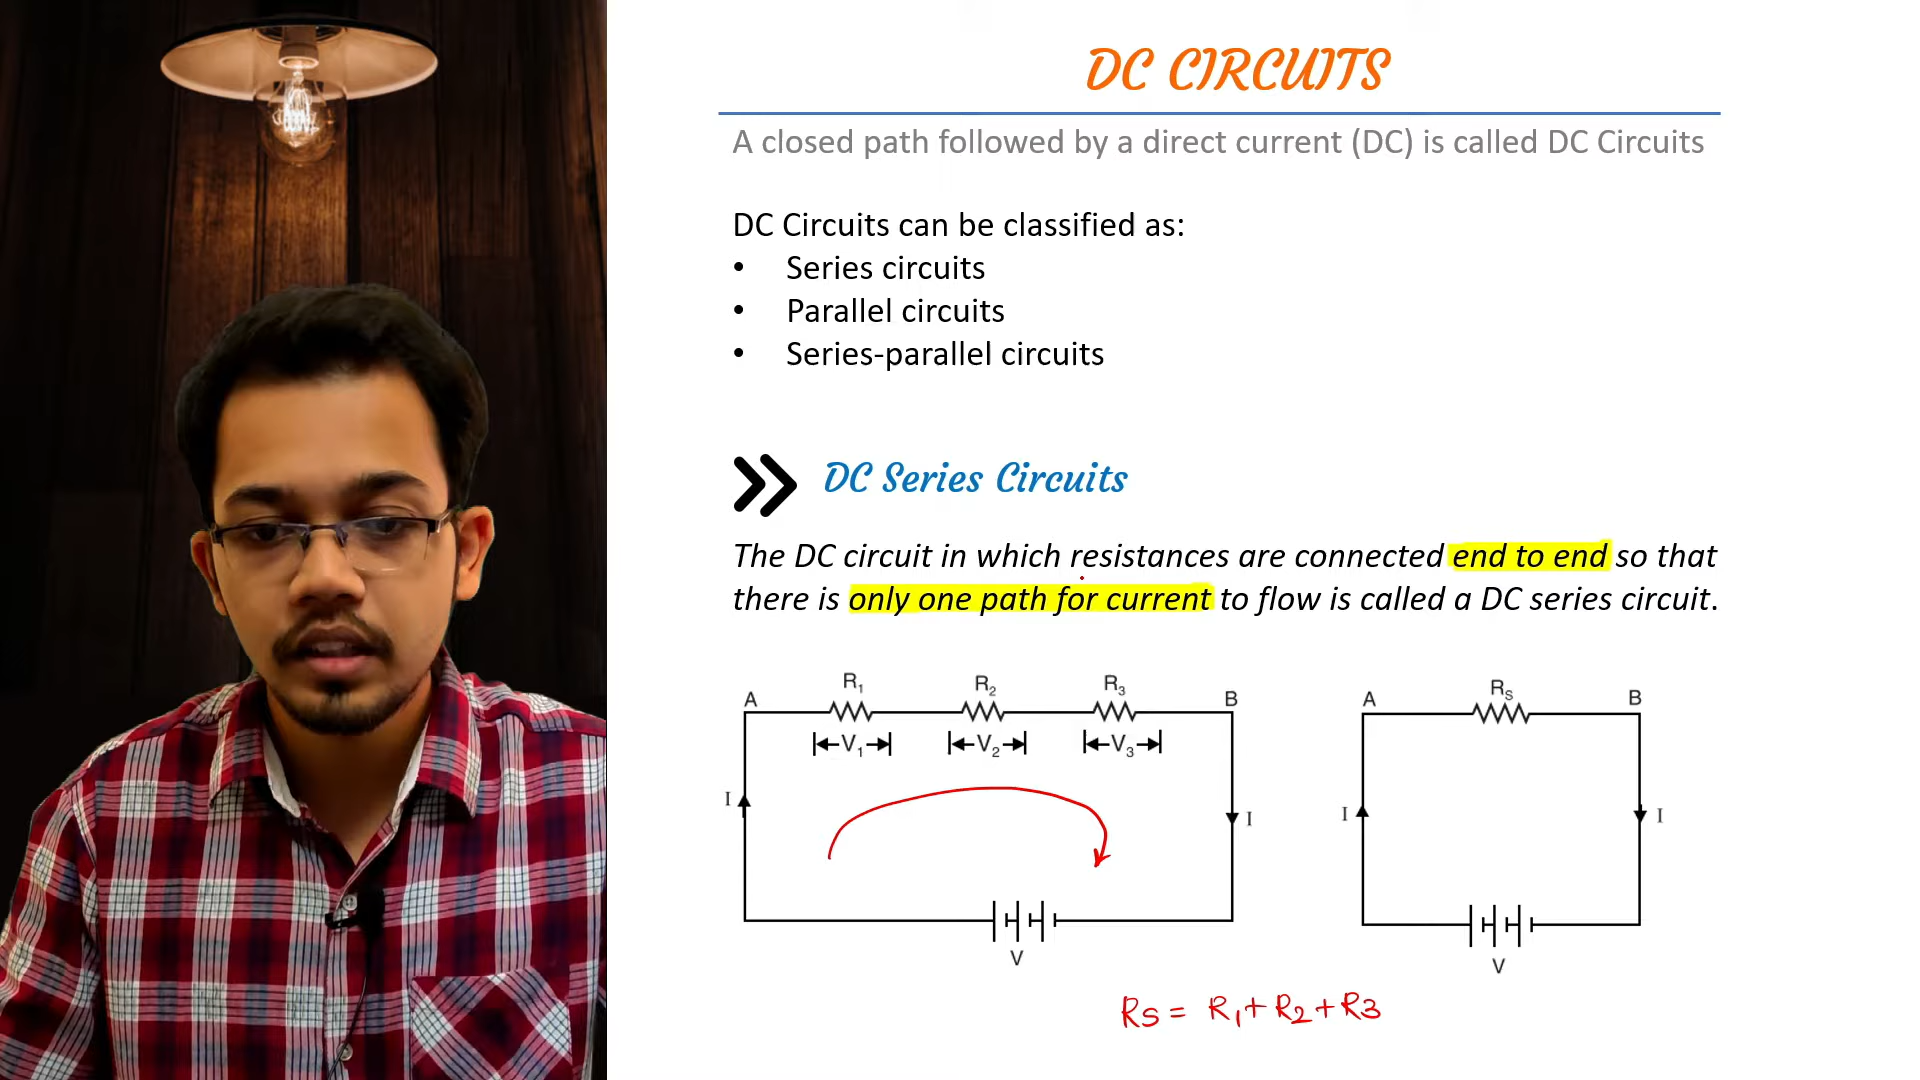 DC CIRCUITS
A closed path followed by a direct current (DC) is called DC Circuits
DC Circuits can be classified as:
• Series circuits
• Parallel circuits
• Series-parallel circuits
DC Series Circuits
The DC circuit in which resistances are connected end to end so that
there is only one path for current to flow is called a DC series circuit.
R₁ R₂ R₃
A B
V₁ V₂ V₃
I I
V
Rₛ
A B
I I
V
Rs = R₁ + R₂ + R3